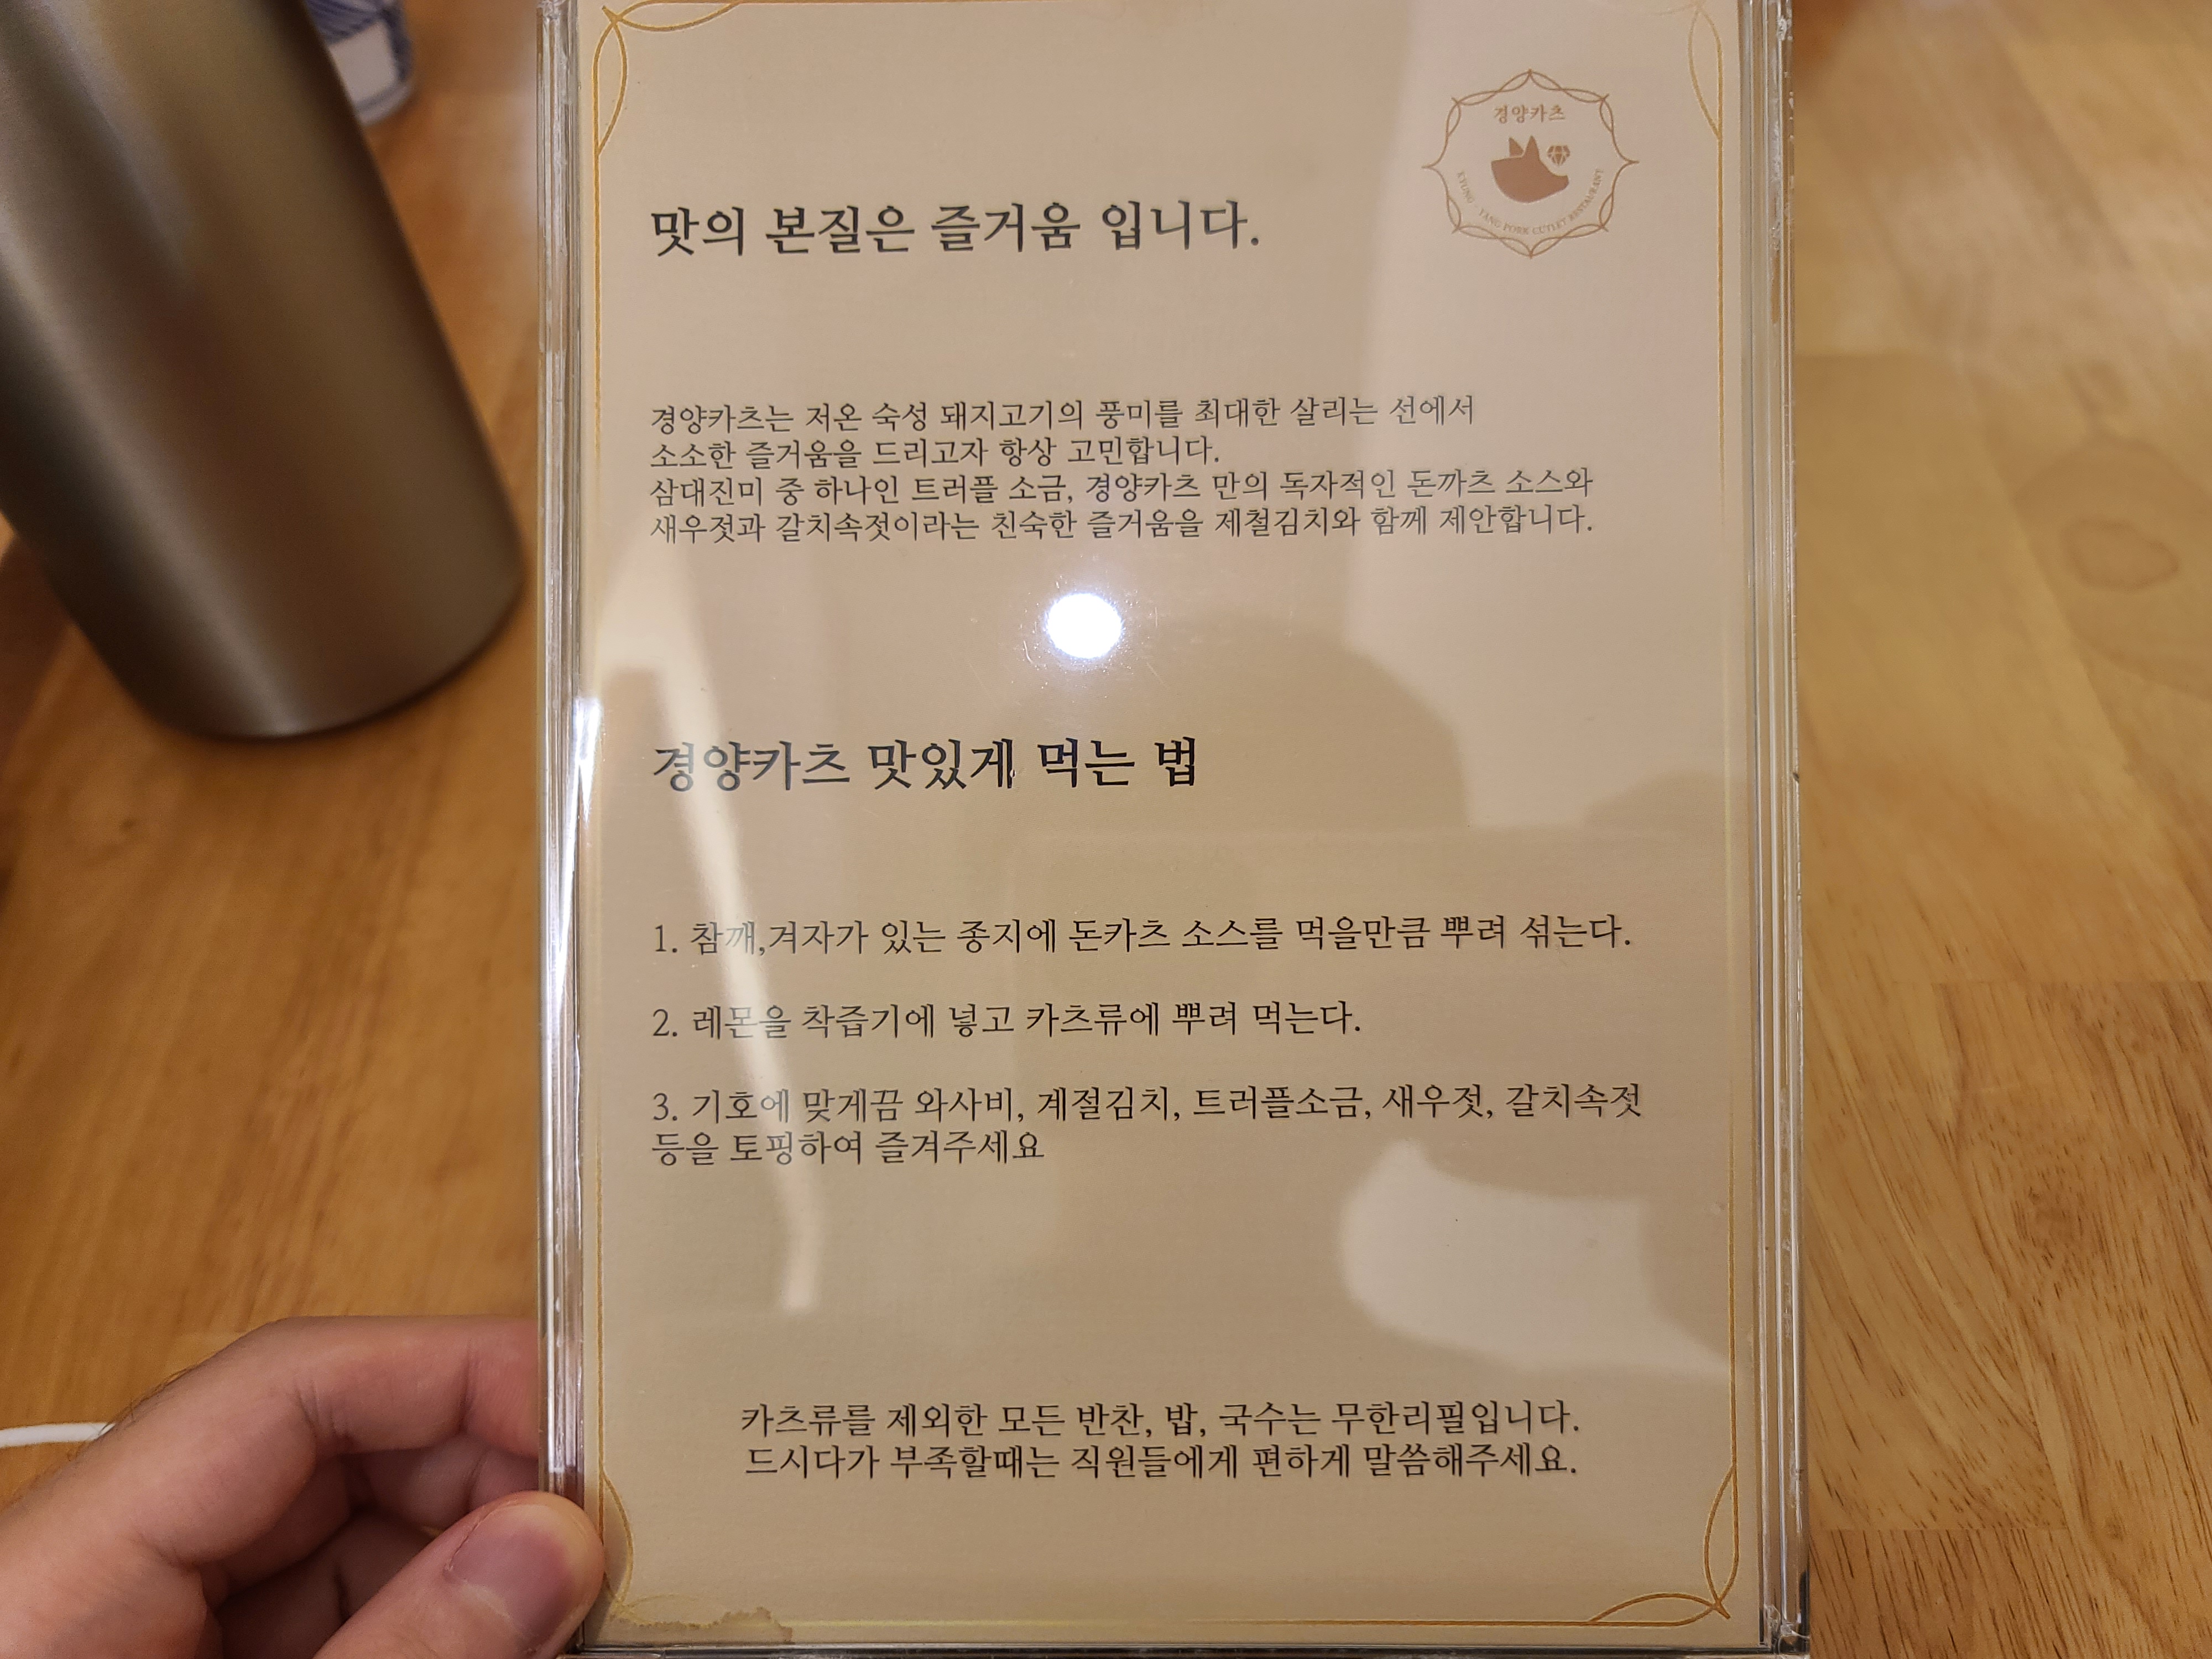 경양카츠
KYUNG - YANG PORK CUTLET RESTAURANT
맛의 본질은 즐거움 입니다.
경양카츠는 저온 숙성 돼지고기의 풍미를 최대한 살리는 선에서
소소한 즐거움을 드리고자 항상 고민합니다.
삼대진미 중 하나인 트러플 소금, 경양카츠 만의 독자적인 돈까츠 소스와
새우젓과 갈치속젓이라는 친숙한 즐거움을 제철김치와 함께 제안합니다.
경양카츠 맛있게 먹는 법
1. 참깨,겨자가 있는 종지에 돈카츠 소스를 먹을만큼 뿌려 섞는다.
2. 레몬을 착즙기에 넣고 카츠류에 뿌려 먹는다.
3. 기호에 맞게끔 와사비, 계절김치, 트러플소금, 새우젓, 갈치속젓
등을 토핑하여 즐겨주세요
카츠류를 제외한 모든 반찬, 밥, 국수는 무한리필입니다.
드시다가 부족할때는 직원들에게 편하게 말씀해주세요.